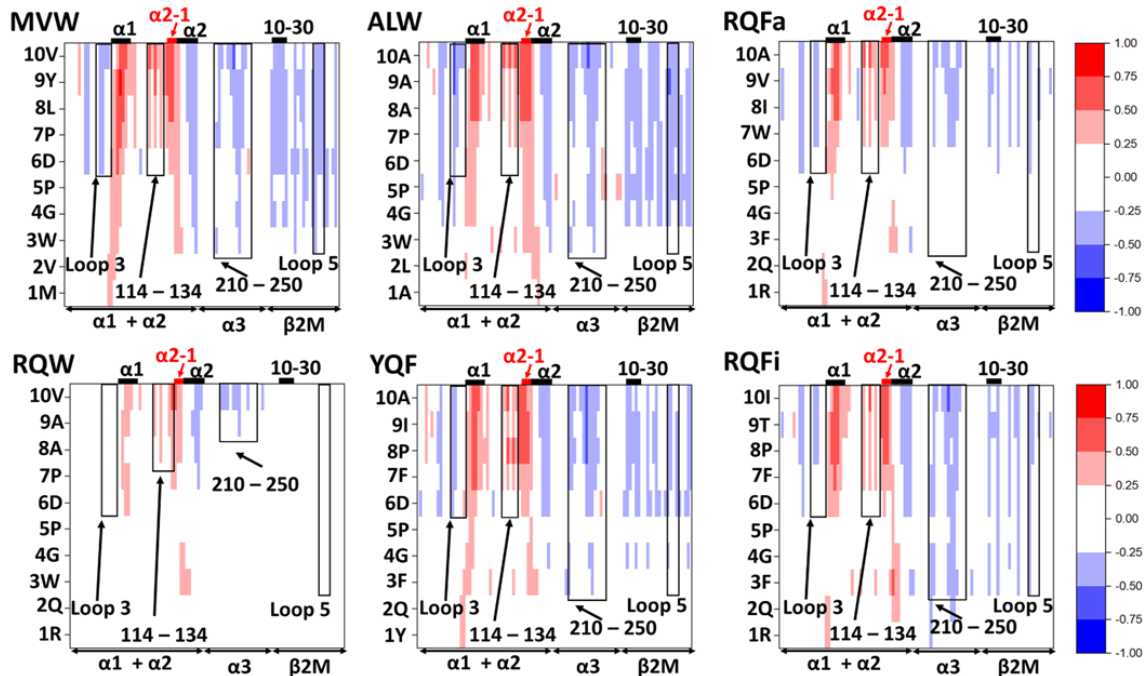 MVW
α1
α2-1
α2
10-30
10V
9Y
8L
7P
6D
5P
4G
3W
2V
1M
Loop 3
114 – 134
210 – 250
Loop 5
α1 + α2
α3
β2M
ALW
α1
α2-1
α2
10-30
10A
9A
8A
7P
6D
5P
4G
3W
2L
1A
Loop 3
114 – 134
210 – 250
Loop 5
α1 + α2
α3
β2M
RQFa
α1
α2-1
α2
10-30
10A
9V
8I
7W
6D
5P
4G
3F
2Q
1R
Loop 3
114 – 134
210 – 250
Loop 5
α1 + α2
α3
β2M
1.00
0.75
0.50
0.25
0.00
-0.25
-0.50
-0.75
-1.00
RQW
α1
α2-1
α2
10-30
10V
9A
8A
7P
6D
5P
4G
3W
2Q
1R
Loop 3
114 – 134
210 – 250
Loop 5
α1 + α2
α3
β2M
YQF
α1
α2-1
α2
10-30
10A
9I
8P
7F
6D
5P
4G
3F
2Q
1Y
Loop 3
114 – 134
210 – 250
Loop 5
α1 + α2
α3
β2M
RQFi
α1
α2-1
α2
10-30
10I
9T
8P
7F
6D
5P
4G
3F
2Q
1R
Loop 3
114 – 134
210 – 250
Loop 5
α1 + α2
α3
β2M
1.00
0.75
0.50
0.25
0.00
-0.25
-0.50
-0.75
-1.00